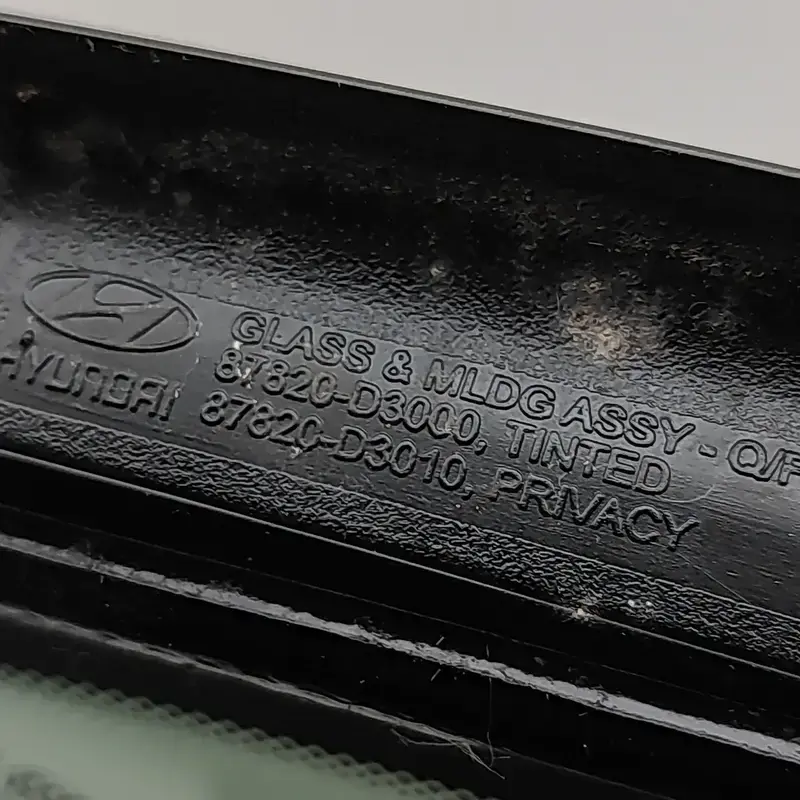 HYUNDAI
GLASS & MLDG ASSY - Q/F
87820-D3000, TINTED
87820-D3010, PRIVACY